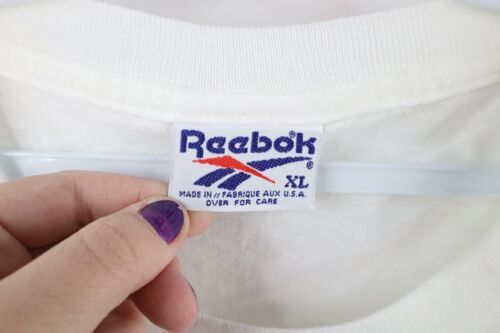 Reebok®
XL
MADE IN // FABRIQUE AUX U.S.A.
OVER FOR CARE